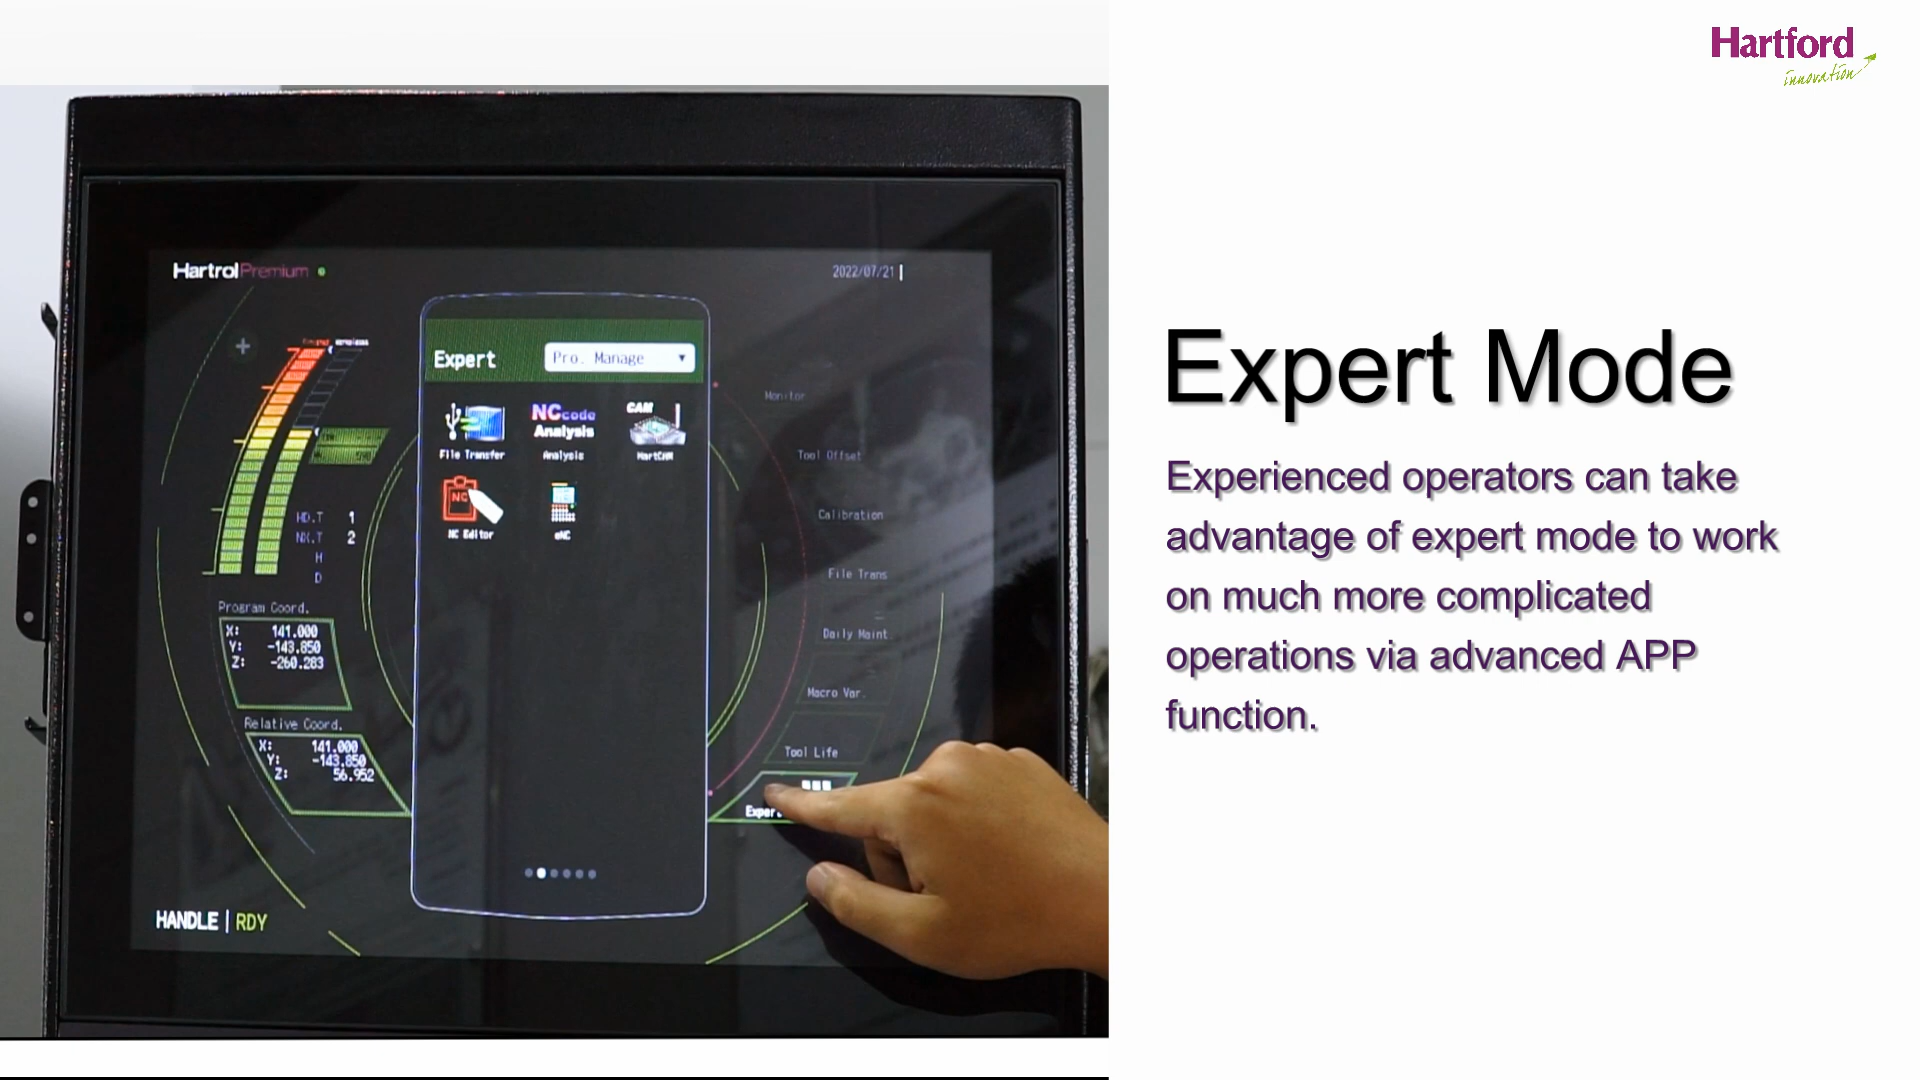 Hartford
innovation
HartrolPremium
2022/07/21
Expert
Pro. Manage
File Transfer
NCcode
Analysis
Analysis
CAM
HartCAM
NC
NC Editor
eNC
HD.T 1
NX.T 2
H
D
Program Coord.
X: 141.000
Y: -143.850
Z: -260.283
Relative Coord.
X: 141.000
Y: -143.850
Z: 56.952
Monitor
Tool Offset
Calibration
File Trans
Daily Maint
Macro Var.
Tool Life
Expert
HANDLE | RDY
Expert Mode
Experienced operators can take
advantage of expert mode to work
on much more complicated
operations via advanced APP
function.